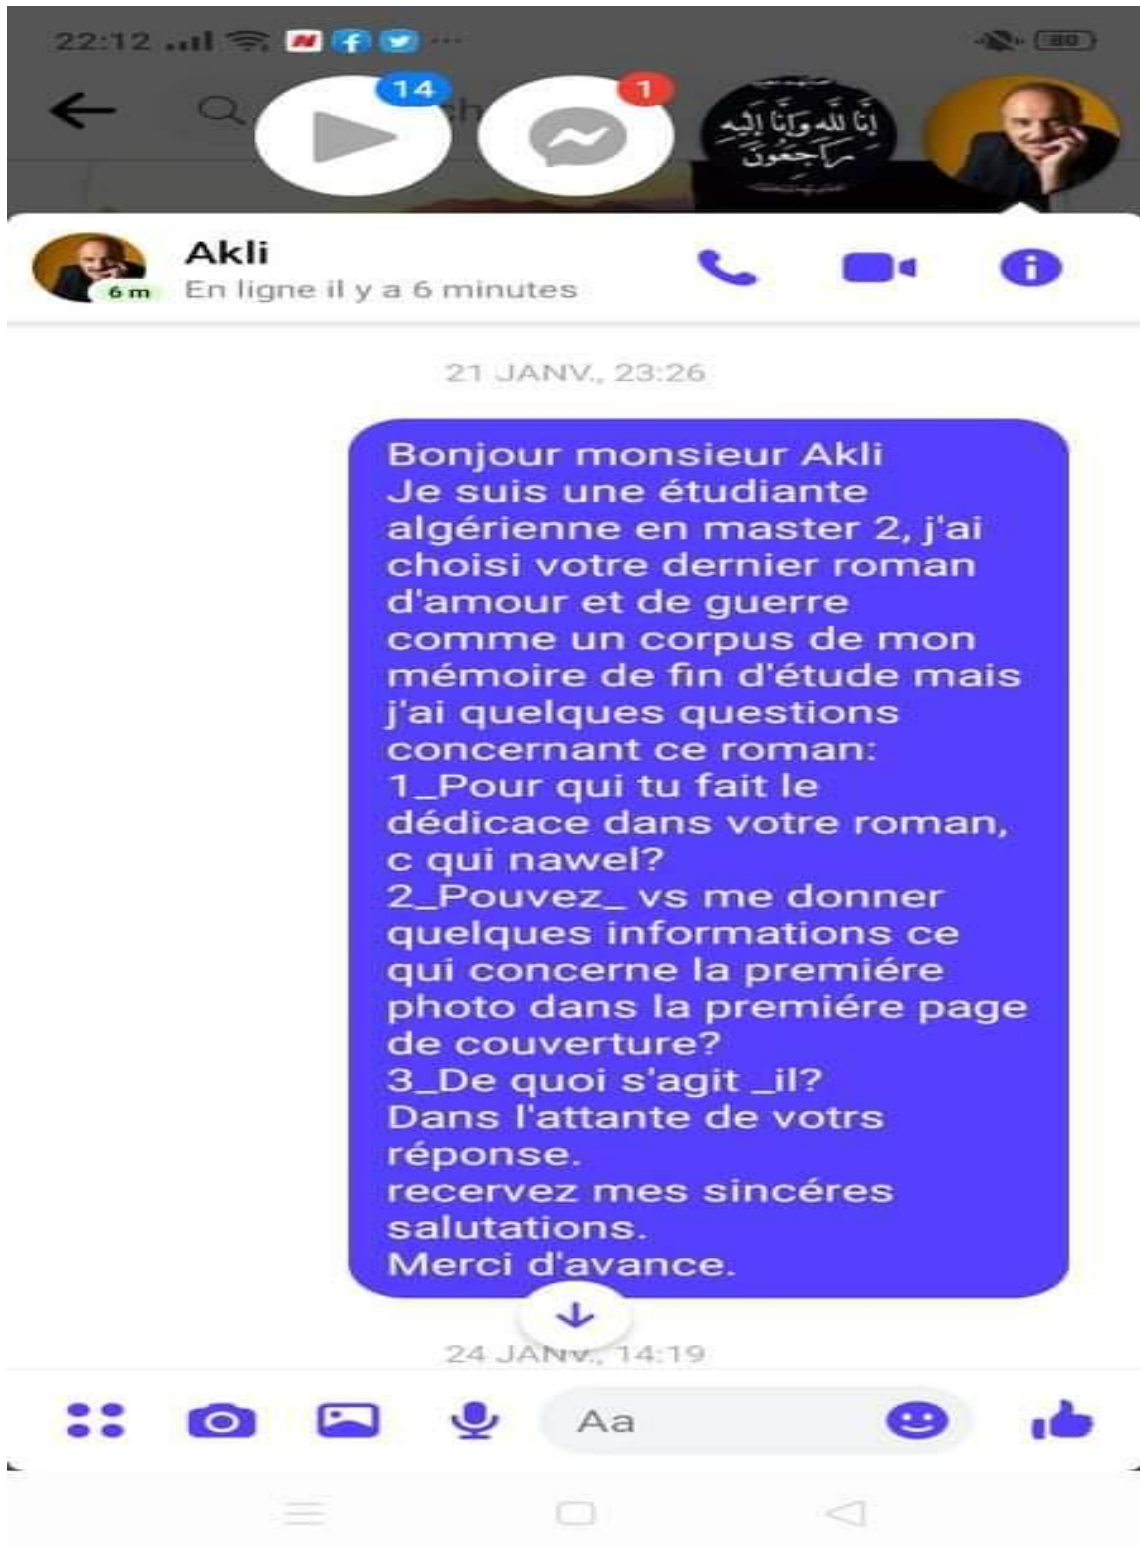 22:12
80
14
ch
1
إنا لله وإنا إليه
راجعون
Akli
6 m
En ligne il y a 6 minutes
21 JANV., 23:26
Bonjour monsieur Akli
Je suis une étudiante
algérienne en master 2, j'ai
choisi votre dernier roman
d'amour et de guerre
comme un corpus de mon
mémoire de fin d'étude mais
j'ai quelques questions
concernant ce roman:
1_Pour qui tu fait le
dédicace dans votre roman,
c qui nawel?
2_Pouvez_ vs me donner
quelques informations ce
qui concerne la premiére
photo dans la premiére page
de couverture?
3_De quoi s'agit _il?
Dans l'attante de votrs
réponse.
recervez mes sincéres
salutations.
Merci d'avance.
24 JANV., 14:19
Aa